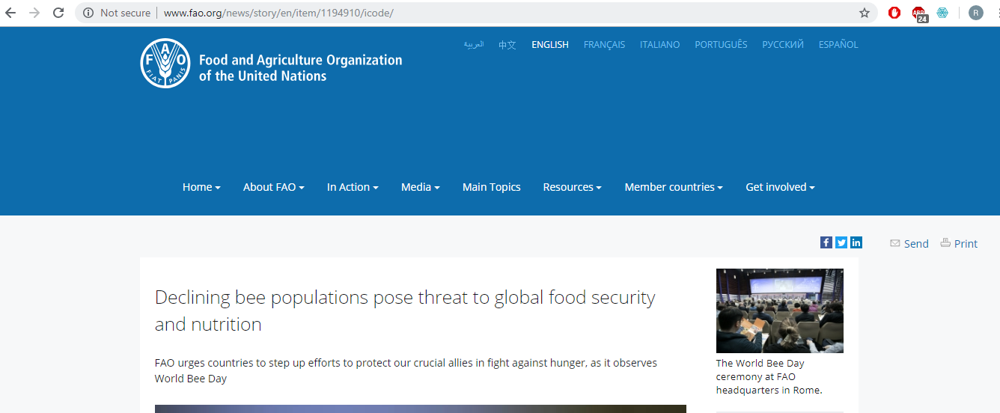 Not secure | www.fao.org/news/story/en/item/1194910/icode/
ABP
24
R
FAO
FIAT PANIS
Food and Agriculture Organization
of the United Nations
العربية 中文 ENGLISH FRANÇAIS ITALIANO PORTUGUÊS РУССКИЙ ESPAÑOL
Home About FAO In Action Media Main Topics Resources Member countries Get involved
Send Print
Declining bee populations pose threat to global food security
and nutrition
FAO urges countries to step up efforts to protect our crucial allies in fight against hunger, as it observes
World Bee Day
The World Bee Day
ceremony at FAO
headquarters in Rome.